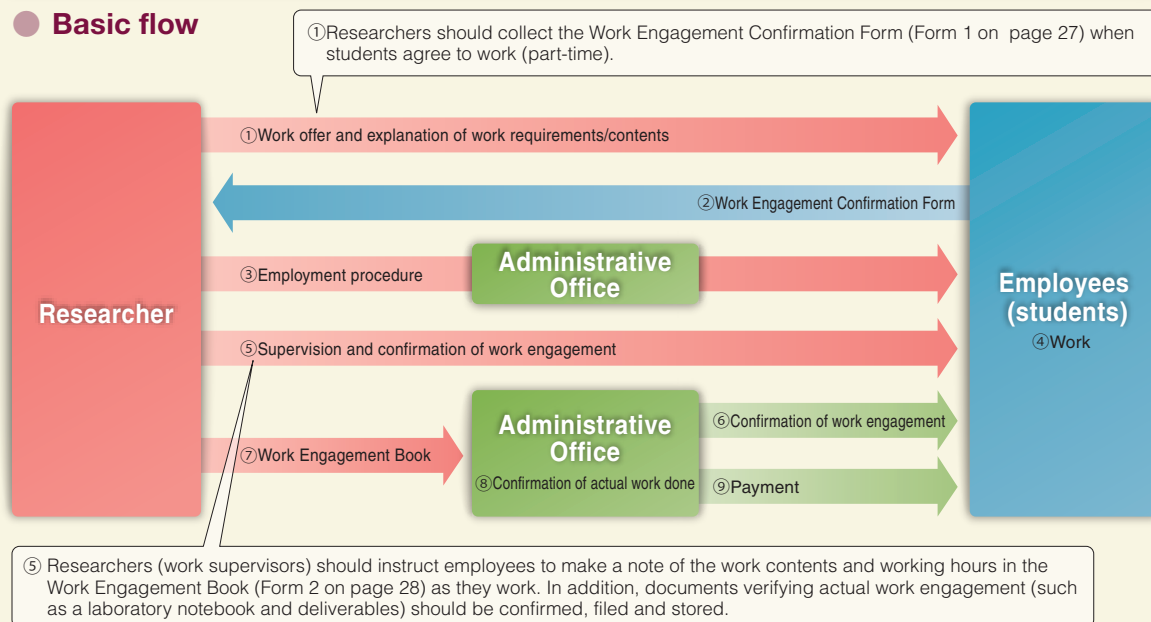 Basic flow
①Researchers should collect the Work Engagement Confirmation Form (Form 1 on page 27) when
students agree to work (part-time).
①Work offer and explanation of work requirements/contents
②Work Engagement Confirmation Form
③Employment procedure
Administrative
Office
Researcher
Employees
(students)
④Work
⑤Supervision and confirmation of work engagement
⑦Work Engagement Book
Administrative
Office
⑧Confirmation of actual work done
⑥Confirmation of work engagement
⑨Payment
⑤ Researchers (work supervisors) should instruct employees to make a note of the work contents and working hours in the
Work Engagement Book (Form 2 on page 28) as they work. In addition, documents verifying actual work engagement (such
as a laboratory notebook and deliverables) should be confirmed, filed and stored.